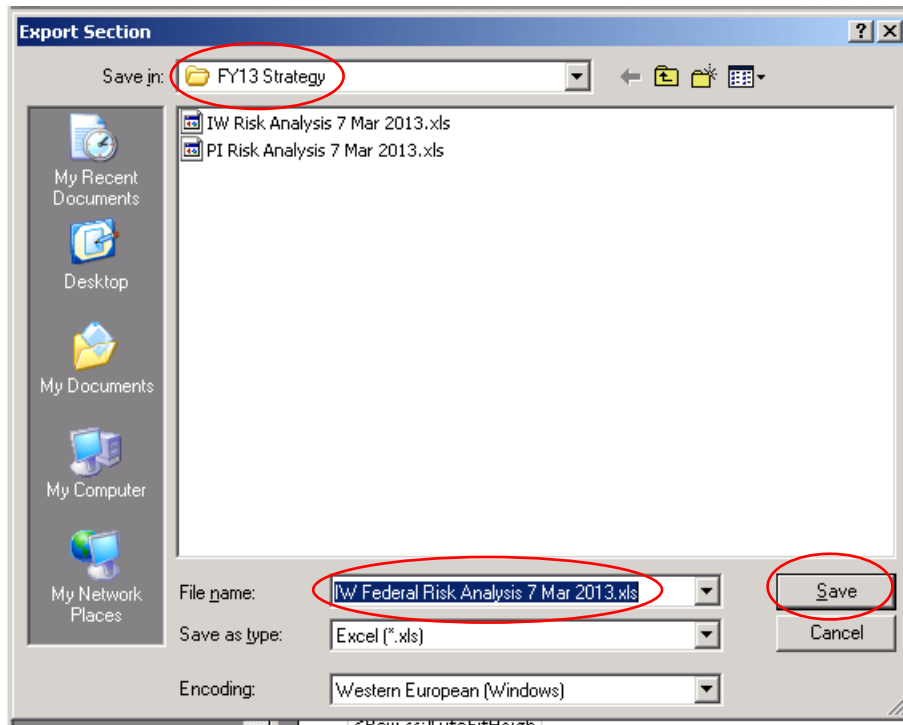 Export Section
Save in: FY13 Strategy
IW Risk Analysis 7 Mar 2013.xls
PI Risk Analysis 7 Mar 2013.xls
My Recent
Documents
Desktop
My Documents
My Computer
My Network
Places
File name: IW Federal Risk Analysis 7 Mar 2013.xls
Save
Save as type: Excel (*.xls)
Cancel
Encoding: Western European (Windows)